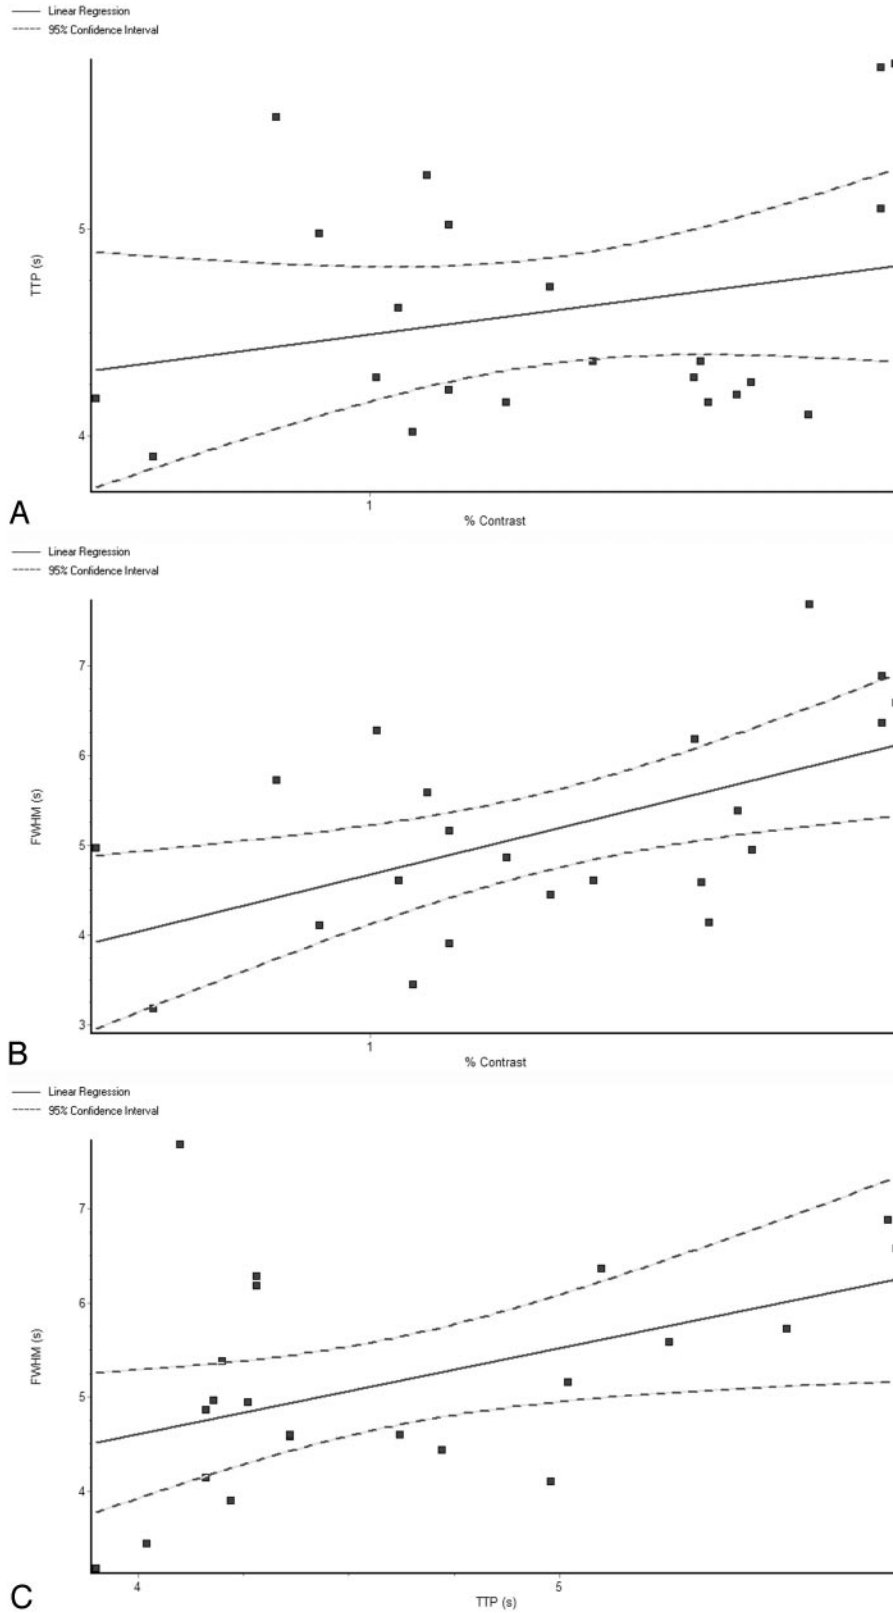 Linear Regression
95% Confidence Interval
5
TTP (s)
4
1
A
% Contrast
Linear Regression
95% Confidence Interval
7
6
FWHM (s)
5
4
3
1
B
% Contrast
Linear Regression
95% Confidence Interval
7
6
FWHM (s)
5
4
4
5
C
TTP (s)